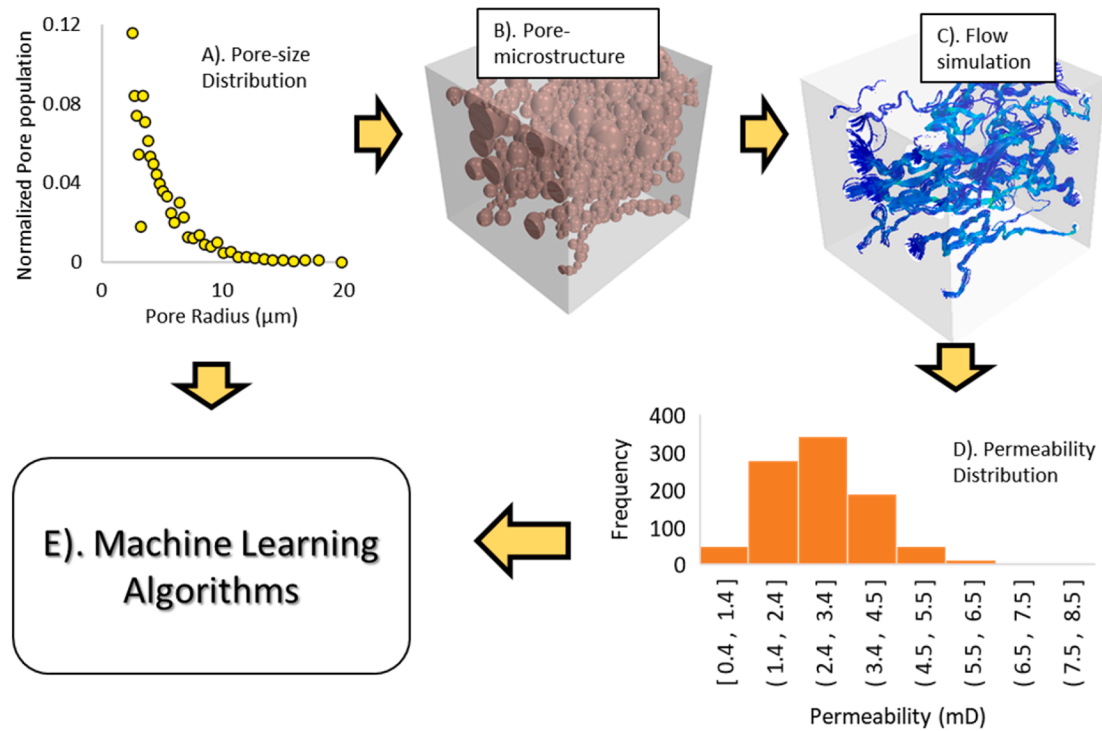 0.12
0.08
0.04
0
Normalized Pore population
A). Pore-size
Distribution
0
10
20
Pore Radius (µm)
B). Pore-
microstructure
C). Flow
simulation
400
300
200
100
0
Frequency
D). Permeability
Distribution
[ 0.4 , 1.4 ]
( 1.4 , 2.4 ]
( 2.4 , 3.4 ]
( 3.4 , 4.5 ]
( 4.5 , 5.5 ]
( 5.5 , 6.5 ]
( 6.5 , 7.5 ]
( 7.5 , 8.5 ]
Permeability (mD)
E). Machine Learning
Algorithms